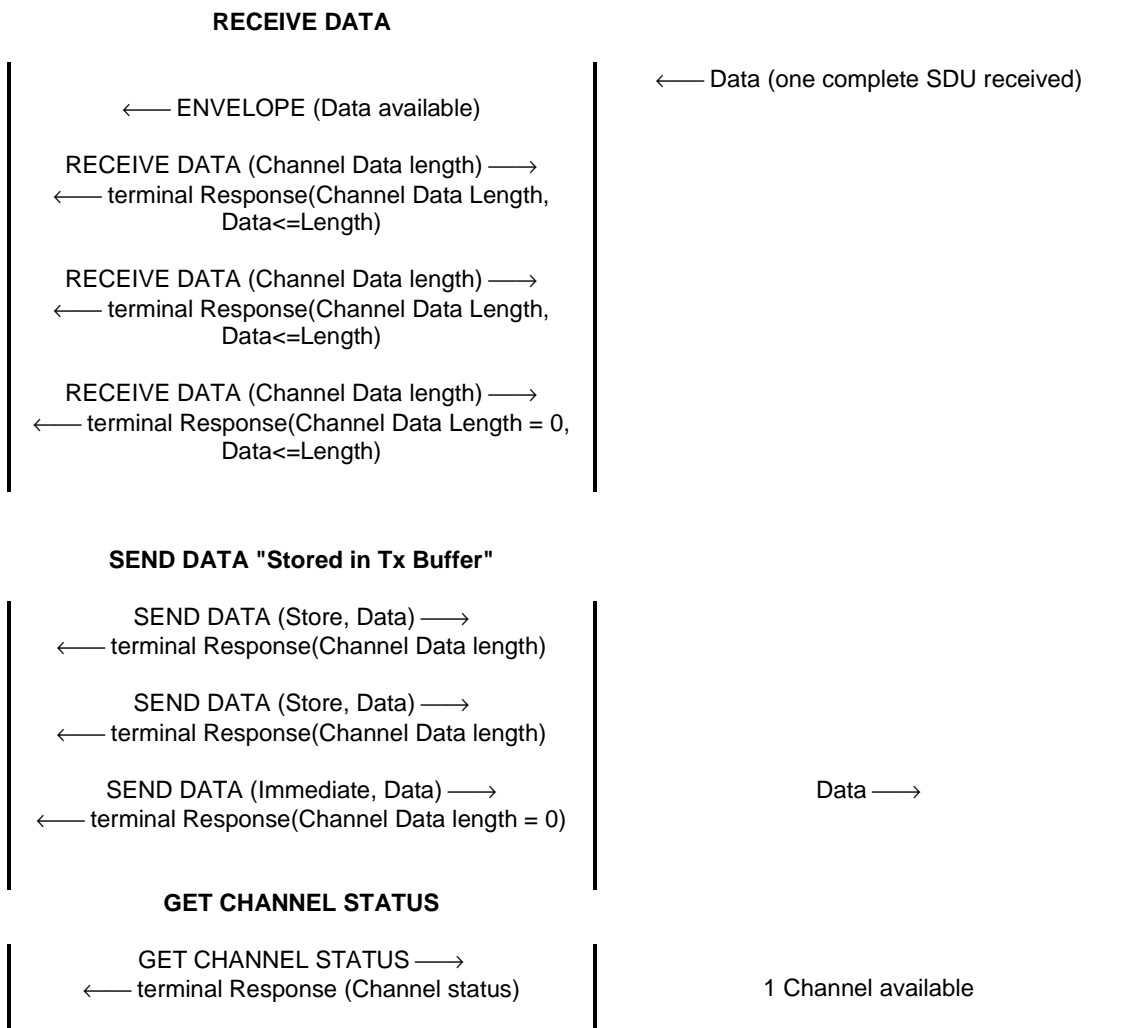 RECEIVE DATA
←—— Data (one complete SDU received)
←—— ENVELOPE (Data available)
RECEIVE DATA (Channel Data length) ——→
←—— terminal Response(Channel Data Length,
Data<=Length)
RECEIVE DATA (Channel Data length) ——→
←—— terminal Response(Channel Data Length,
Data<=Length)
RECEIVE DATA (Channel Data length) ——→
←—— terminal Response(Channel Data Length = 0,
Data<=Length)
SEND DATA "Stored in Tx Buffer"
SEND DATA (Store, Data) ——→
←—— terminal Response(Channel Data length)
SEND DATA (Store, Data) ——→
←—— terminal Response(Channel Data length)
SEND DATA (Immediate, Data) ——→
Data ——→
←—— terminal Response(Channel Data length = 0)
GET CHANNEL STATUS
GET CHANNEL STATUS ——→
←—— terminal Response (Channel status)
1 Channel available